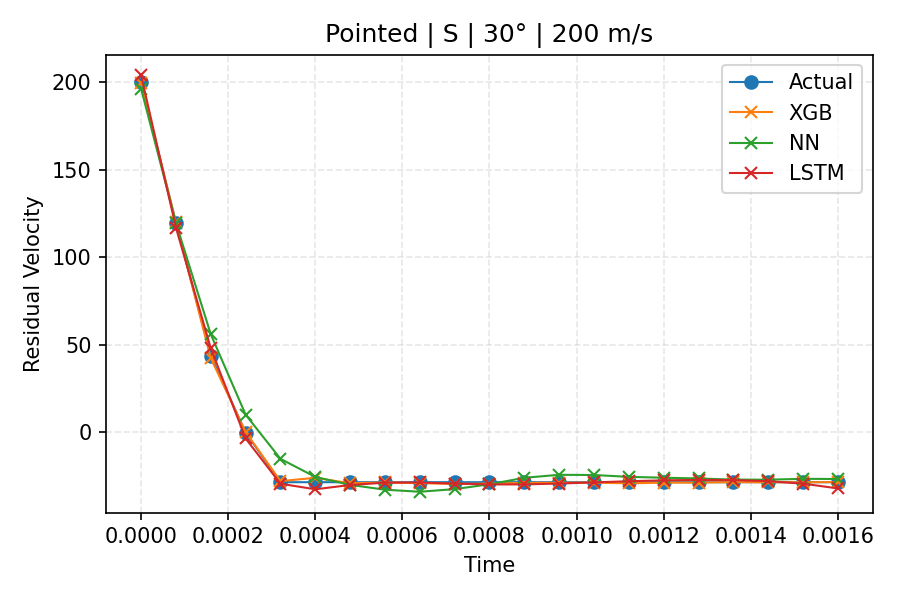 Pointed | S | 30° | 200 m/s
Actual
XGB
NN
LSTM
Residual Velocity
200
150
100
50
0
0.0000 0.0002 0.0004 0.0006 0.0008 0.0010 0.0012 0.0014 0.0016
Time